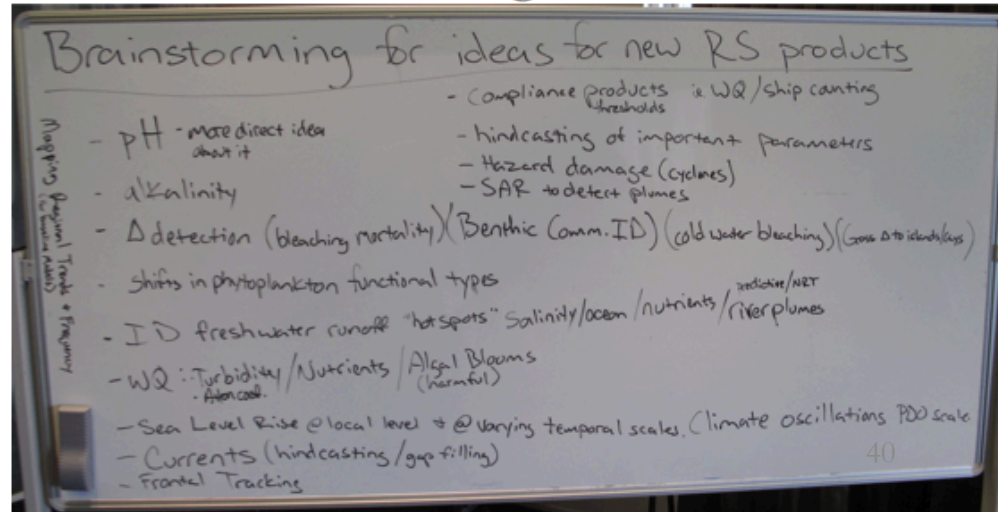 Brainstorming for ideas for new RS products
- Compliance products ie WQ/ship counting
thresholds
- pH - more direct idea
about it
- hindcasting of important parameters
- Hazard damage (cyclones)
- SAR to detect plumes
- alkalinity
- Δ detection (bleaching mortality) (Benthic Comm. ID) (cold water bleaching) (Gross Δ to islands/cays)
- Shifts in phytoplankton functional types
- ID freshwater runoff "hotspots" Salinity/ocean/nutrients/riverplumes
predictive/NRT
- WQ: Turbidity/Nutrients/Algal Blooms
(harmful)
- Sea Level Rise @ local level + @ varying temporal scales. Climate oscillations PDO scale
- Currents (hindcasting/gap filling)
- Frontal Tracking
Mapping Regional Trends + Frequency
40